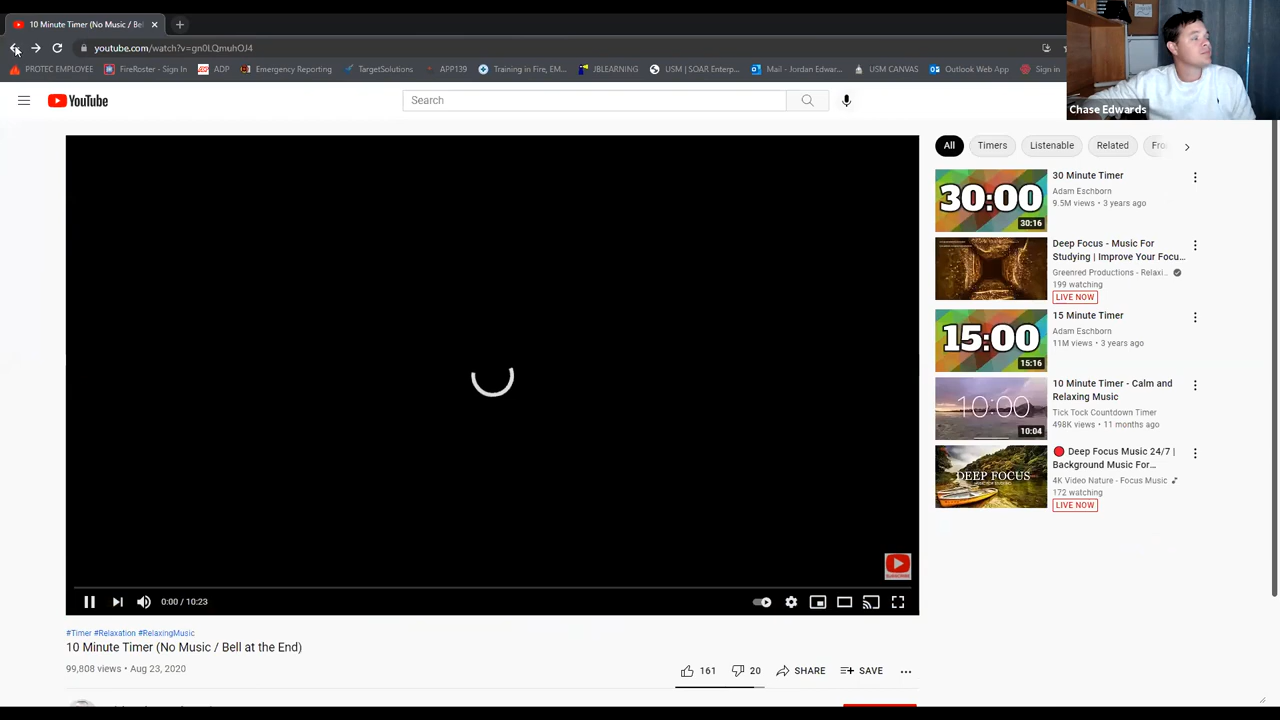 10 Minute Timer (No Music / Bel
youtube.com/watch?v=gn0LQmuhOJ4
PROTEC EMPLOYEE FireRoster - Sign In ADP Emergency Reporting TargetSolutions APP139 Training in Fire, EM... JBLEARNING USM | SOAR Enterp... Mail - Jordan Edwar... USM CANVAS Outlook Web App Sign in
Chase Edwards
YouTube
Search
All Timers Listenable Related Fro
30:00
30:16
30 Minute Timer
Adam Eschborn
9.5M views • 3 years ago
Deep Focus - Music For
Studying | Improve Your Focu...
Greenred Productions - Relaxi...
199 watching
LIVE NOW
15:00
15:16
15 Minute Timer
Adam Eschborn
11M views • 3 years ago
10:00
10:04
10 Minute Timer - Calm and
Relaxing Music
Tick Tock Countdown Timer
498K views • 11 months ago
DEEP FOCUS
Deep Focus Music 24/7 |
Background Music For...
4K Video Nature - Focus Music
172 watching
LIVE NOW
SUBSCRIBE
0:00 / 10:23
#Timer #Relaxation #RelaxingMusic
10 Minute Timer (No Music / Bell at the End)
99,808 views • Aug 23, 2020
161 20 SHARE SAVE